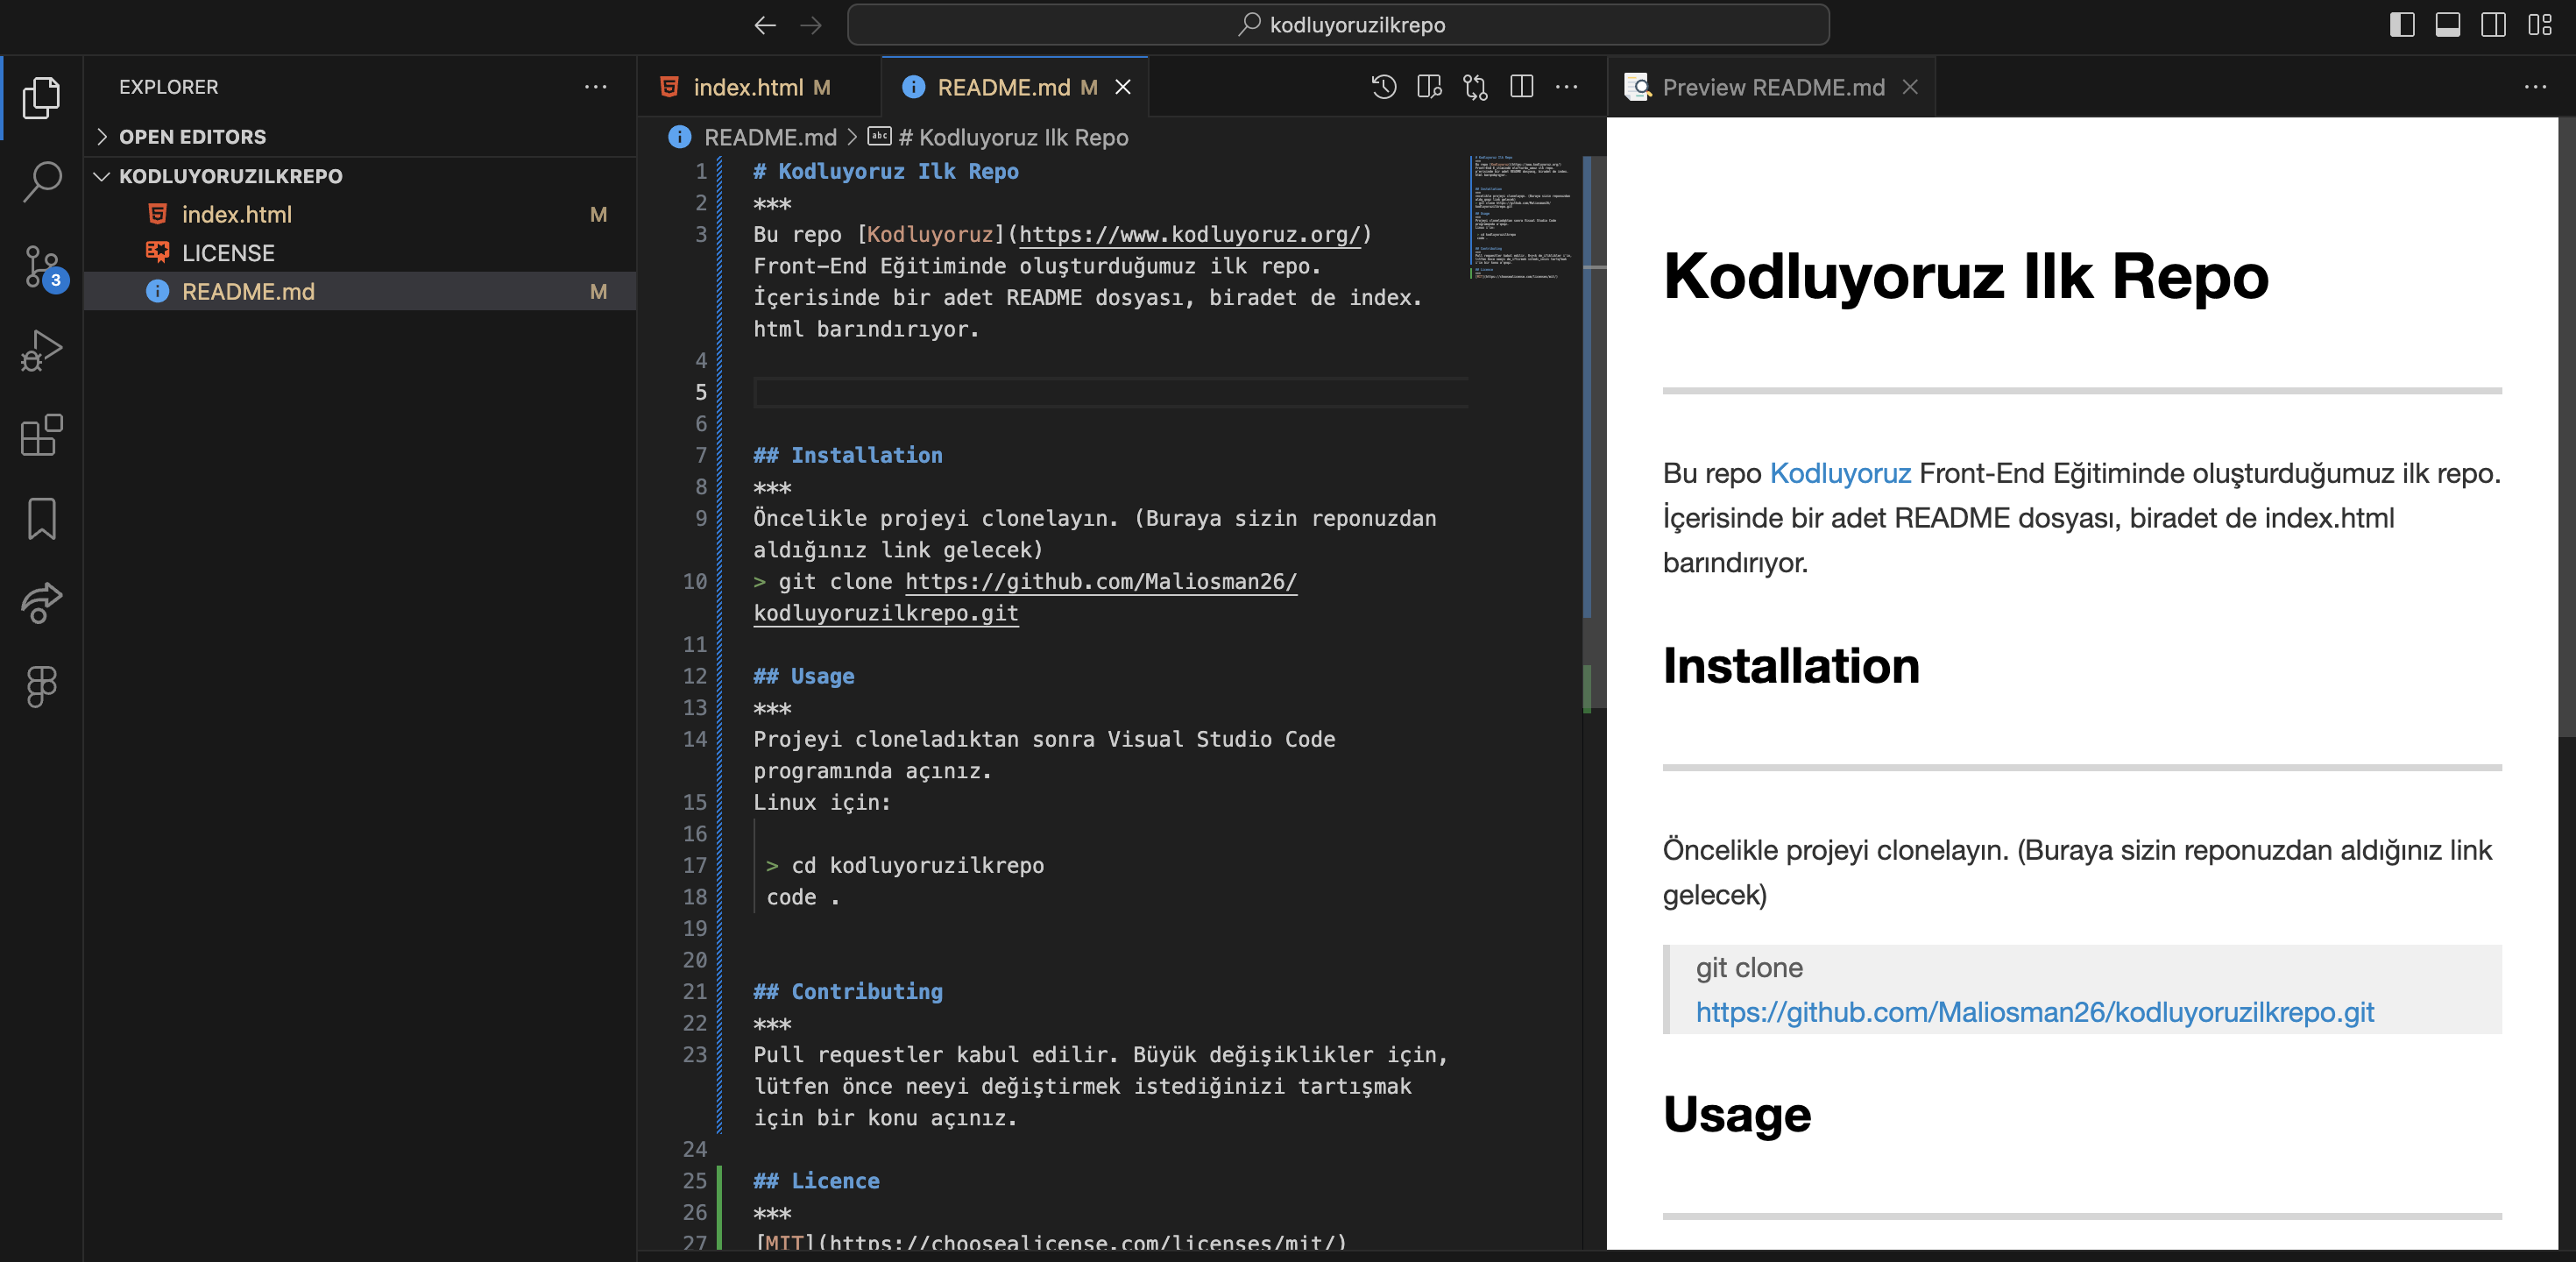 kodluyoruzilkrepo
EXPLORER
OPEN EDITORS
KODLUYORUZILKREPO
index.html M
LICENSE
README.md M
3
index.html M
README.md M
README.md > # Kodluyoruz Ilk Repo
1 # Kodluyoruz Ilk Repo
2 ***
3 Bu repo [Kodluyoruz](https://www.kodluyoruz.org/)
Front-End Eğitiminde oluşturduğumuz ilk repo.
İçerisinde bir adet README dosyası, biradet de index.
html barındırıyor.
4
5
6
7 ## Installation
8 ***
9 Öncelikle projeyi clonelayın. (Buraya sizin reponuzdan
aldığınız link gelecek)
10 > git clone https://github.com/Maliosman26/
kodluyoruzilkrepo.git
11
12 ## Usage
13 ***
14 Projeyi cloneladıktan sonra Visual Studio Code
programında açınız.
15 Linux için:
16
17 > cd kodluyoruzilkrepo
18 code .
19
20
21 ## Contributing
22 ***
23 Pull requestler kabul edilir. Büyük değişiklikler için,
lütfen önce neeyi değiştirmek istediğinizi tartışmak
için bir konu açınız.
24
25 ## Licence
26 ***
27 [MIT](https://choosealicense.com/licenses/mit/)
Preview README.md
Kodluyoruz Ilk Repo
Bu repo Kodluyoruz Front-End Eğitiminde oluşturduğumuz ilk repo.
İçerisinde bir adet README dosyası, biradet de index.html
barındırıyor.
Installation
Öncelikle projeyi clonelayın. (Buraya sizin reponuzdan aldığınız link
gelecek)
git clone
https://github.com/Maliosman26/kodluyoruzilkrepo.git
Usage